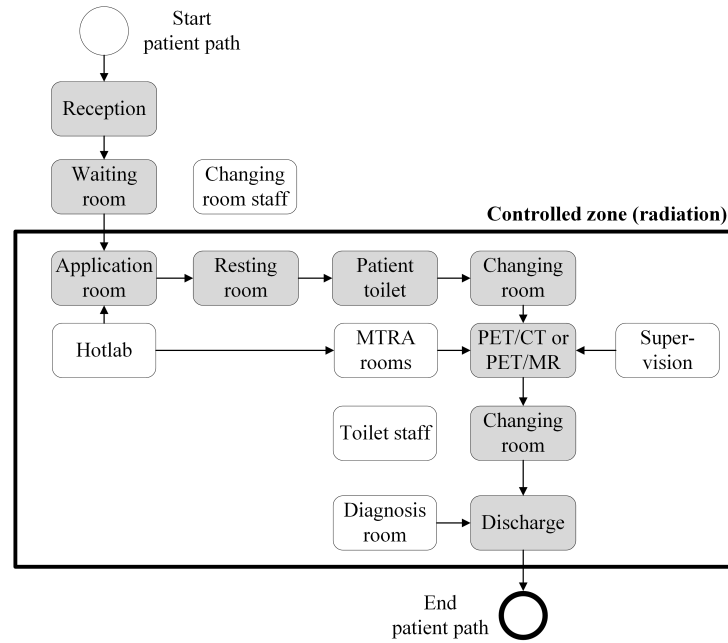 Start
patient path
Reception
Waiting
room
Changing
room staff
Controlled zone (radiation)
Application
room
Resting
room
Patient
toilet
Changing
room
Hotlab
MTRA
rooms
PET/CT or
PET/MR
Super-
vision
Toilet staff
Changing
room
Diagnosis
room
Discharge
End
patient path